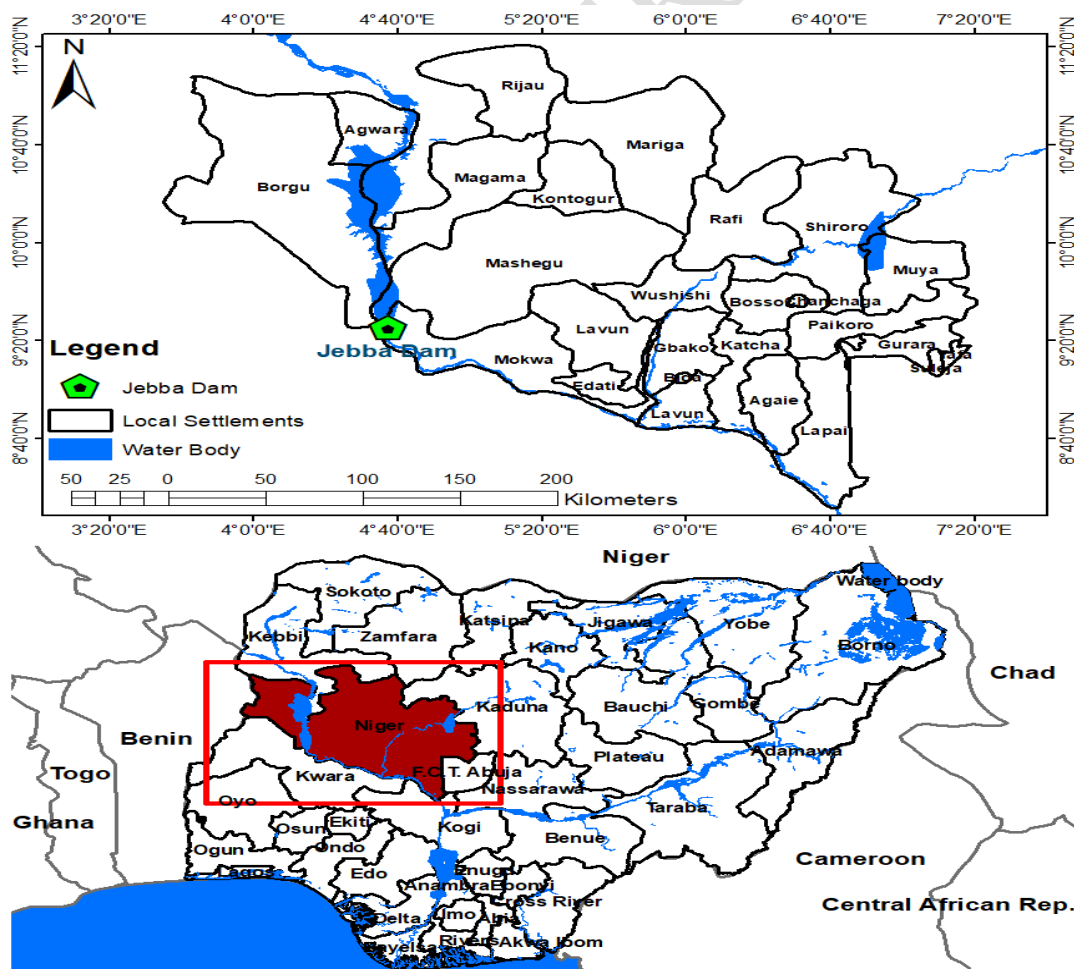 3°20'0"E 4°0'0"E 4°40'0"E 5°20'0"E 6°0'0"E 6°40'0"E 7°20'0"E
11°20'0"N
10°40'0"N
10°0'0"N
9°20'0"N
8°40'0"N
11°20'0"N
10°40'0"N
10°0'0"N
9°20'0"N
8°40'0"N
N
Rijau
Agwara
Mariga
Magama
Borgu
Kontogur
Rafi
Shiroro
Mashegu
Muya
Wushishi
Bosso
Chanchaga
Lavun
Paikoro
Gbako
Katcha
Gurara
Mokwa
Suleja
Bida
Edati
Agaie
Lavun
Lapai
Jebba Dam
Legend
Jebba Dam
Local Settlements
Water Body
50 25 0 50 100 150 200
Kilometers
3°20'0"E 4°0'0"E 4°40'0"E 5°20'0"E 6°0'0"E 6°40'0"E 7°20'0"E
Niger
Water body
Sokoto
Katsina
Jigawa
Yobe
Kebbi
Zamfara
Kano
Borno
Chad
Kaduna
Bauchi
Gombe
Niger
Benin
Adamawa
Plateau
Togo
Kwara
F.C.T. Abuja
Nassarawa
Oyo
Taraba
Ghana
Osun
Ekiti
Kogi
Benue
Ogun
Ondo
Cameroon
Lagos
Edo
Enugu
Anambra
Ebonyi
Cross River
Central African Rep.
Delta
Imo
Abia
Bayelsa
Rivers
Akwa Ibom